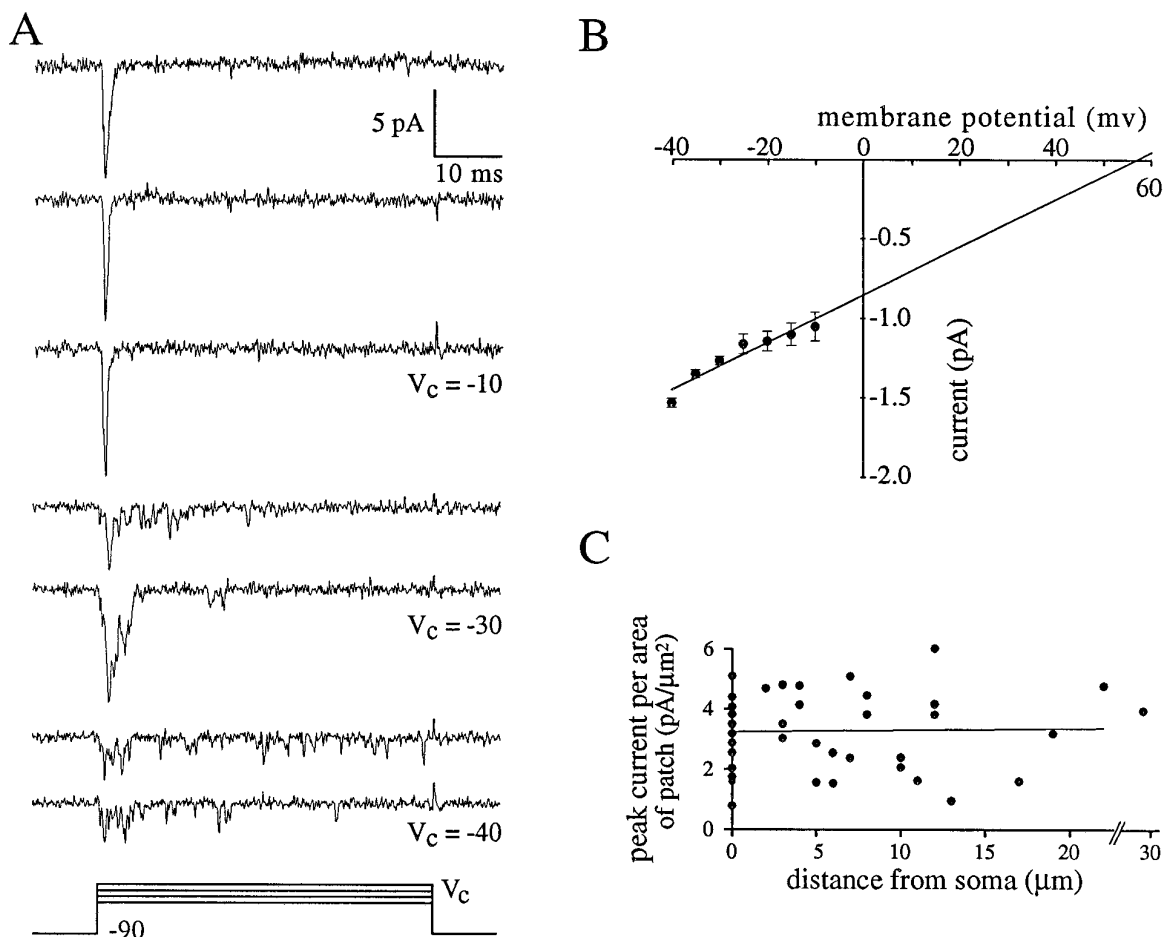 A
5 pA
10 ms
V_c = -10
V_c = -30
V_c = -40
V_c
-90
B
membrane potential (mv)
-40 -20 0 20 40 60
-0.5
-1.0
-1.5
-2.0
current (pA)
C
peak current per area
of patch (pA/μm²)
6
4
2
0
0 5 10 15 20 30
distance from soma (μm)